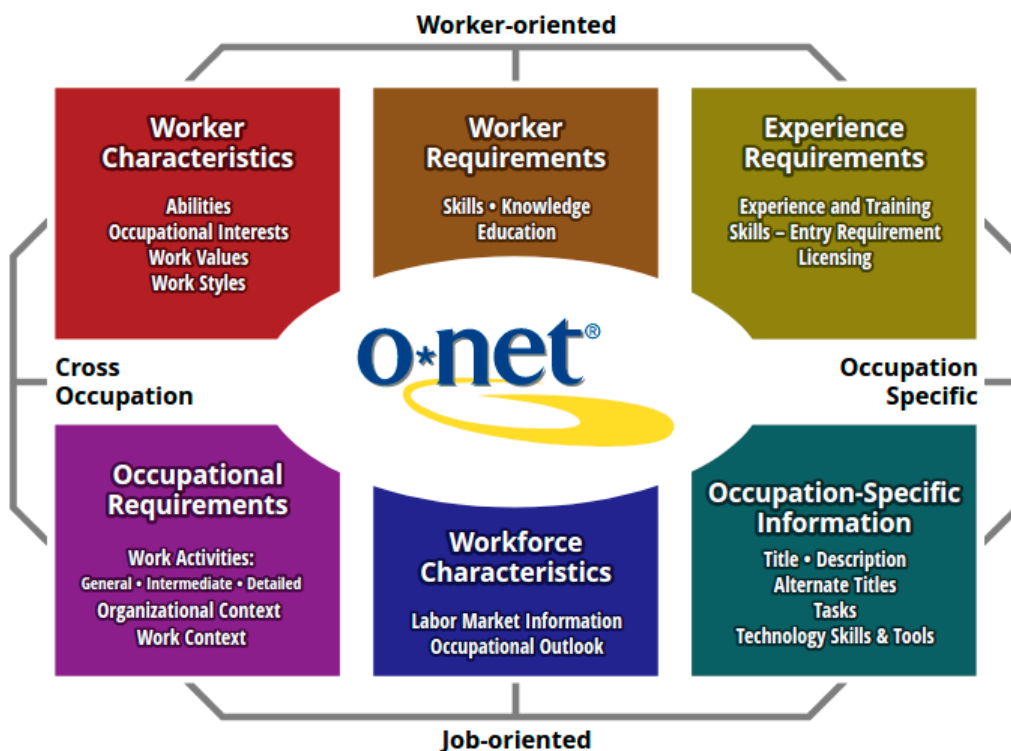 Worker-oriented
Worker
Characteristics
Abilities
Occupational Interests
Work Values
Work Styles
Worker
Requirements
Skills • Knowledge
Education
Experience
Requirements
Experience and Training
Skills – Entry Requirement
Licensing
o*net®
Cross
Occupation
Occupation
Specific
Occupational
Requirements
Work Activities:
General • Intermediate • Detailed
Organizational Context
Work Context
Workforce
Characteristics
Labor Market Information
Occupational Outlook
Occupation-Specific
Information
Title • Description
Alternate Titles
Tasks
Technology Skills & Tools
Job-oriented